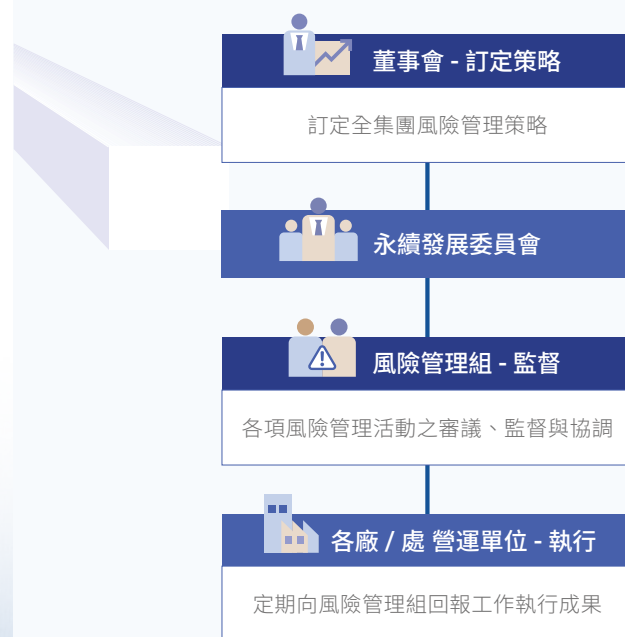 董事會 - 訂定策略
訂定全集團風險管理策略
永續發展委員會
風險管理組 - 監督
各項風險管理活動之審議、監督與協調
各廠 / 處 營運單位 - 執行
定期向風險管理組回報工作執行成果